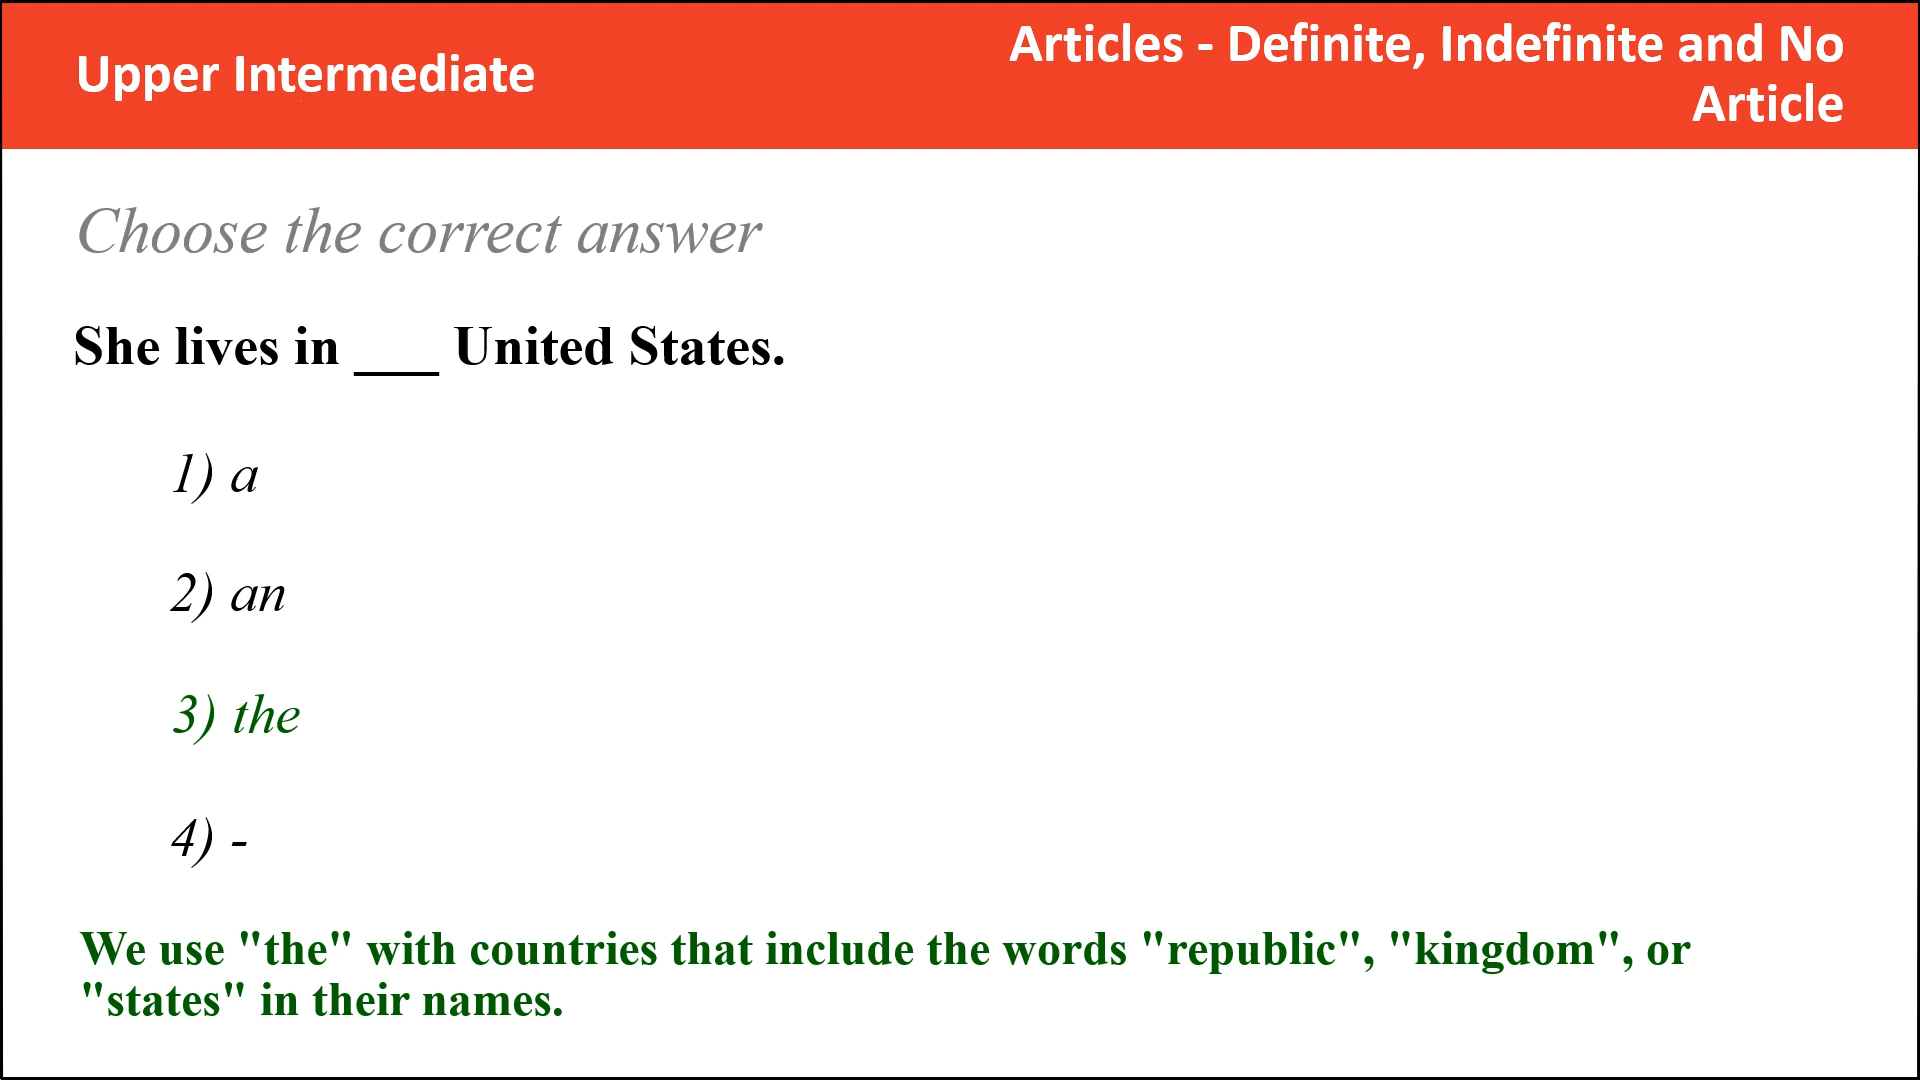 Upper Intermediate
Articles - Definite, Indefinite and No
Article
Choose the correct answer
She lives in ___ United States.
1) a
2) an
3) the
4) -
We use "the" with countries that include the words "republic", "kingdom", or
"states" in their names.